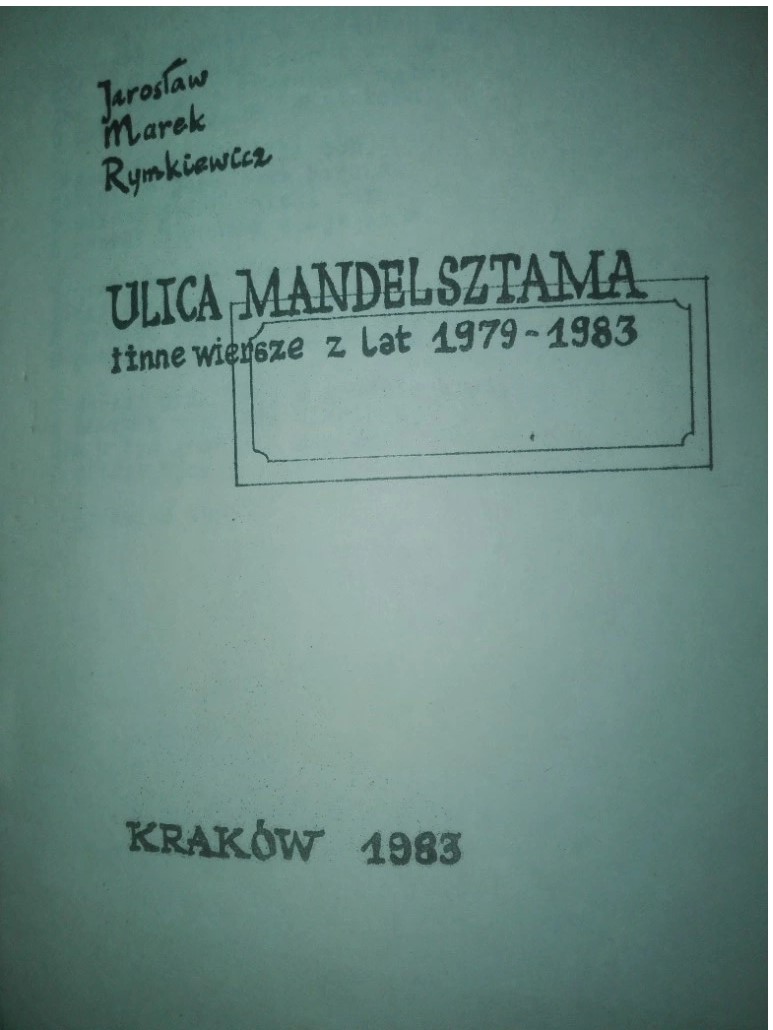 Jarosław
Marek
Rymkiewicz
ULICA MANDELSZTAMA
i inne wiersze z lat 1979-1983
KRAKÓW 1983